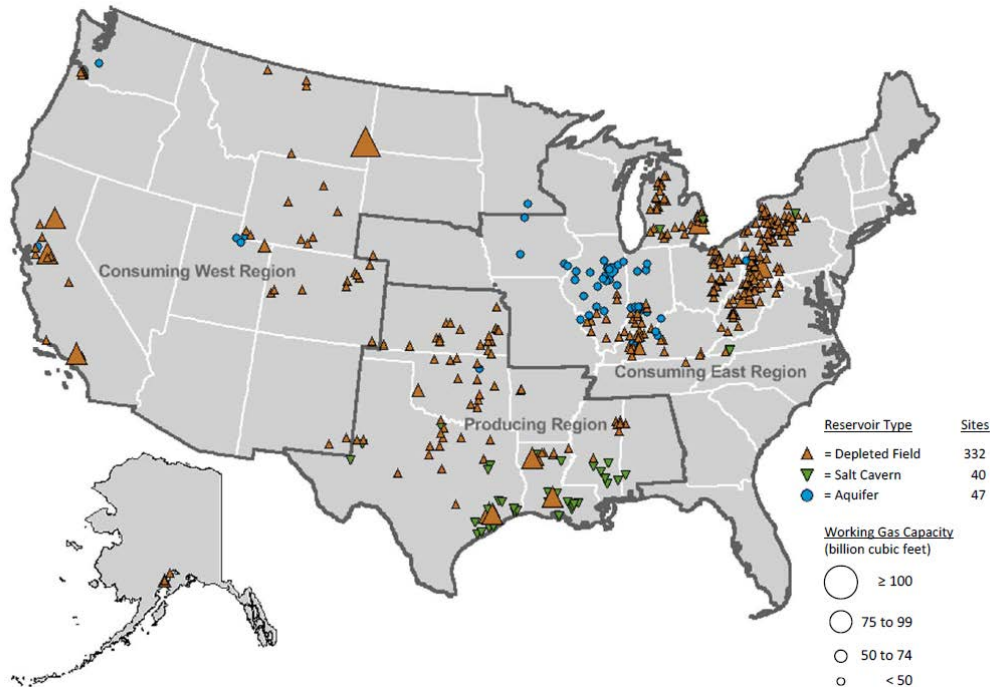 Consuming West Region
Consuming East Region
Producing Region
Reservoir Type Sites
= Depleted Field 332
= Salt Cavern 40
= Aquifer 47
Working Gas Capacity
(billion cubic feet)
≥ 100
75 to 99
50 to 74
< 50